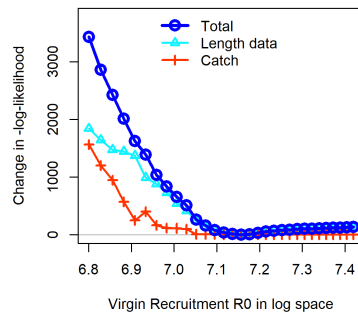 Total
Length data
Catch
Change in -log-likelihood
3000
2000
1000
0
6.8 6.9 7.0 7.1 7.2 7.3 7.4
Virgin Recruitment R0 in log space